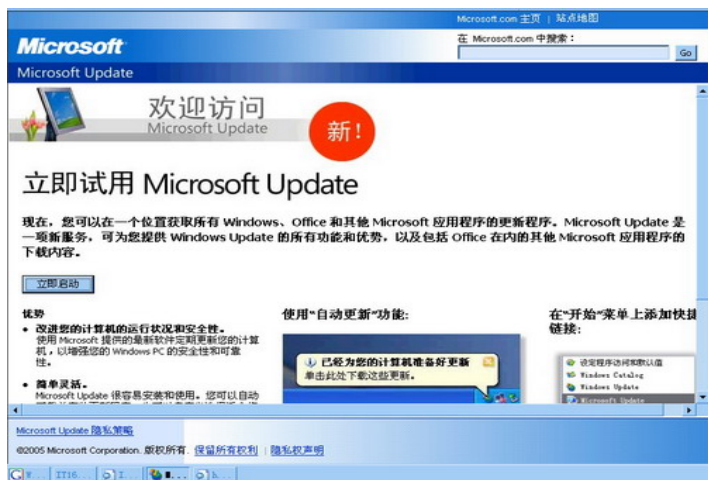 Microsoft.com 主页 | 站点地图
Microsoft
在 Microsoft.com 中搜索：
Go
Microsoft Update
欢迎访问
Microsoft Update
新!
立即试用 Microsoft Update
现在，您可以在一个位置获取所有 Windows、Office 和其他 Microsoft 应用程序的更新程序。Microsoft Update 是
一项新服务，可为您提供 Windows Update 的所有功能和优势，以及包括 Office 在内的其他 Microsoft 应用程序的
下载内容。
立即启动
优势
• 改进您的计算机的运行状况和安全性。
使用 Microsoft 提供的最新软件定期更新您的计算
机，以增强您的 Windows PC 的安全性和可靠
性。
• 简单灵活。
Microsoft Update 很容易安装和使用。您可以自动
使用“自动更新”功能:
已经为您的计算机准备好更新
单击此处下载这些更新。
在“开始”菜单上添加快捷
链接:
设定程序访问和默认值
Windows Catalog
Windows Update
Microsoft Update
Microsoft Update 隐私策略
©2005 Microsoft Corporation. 版权所有. 保留所有权利 | 隐私权声明
IT16...